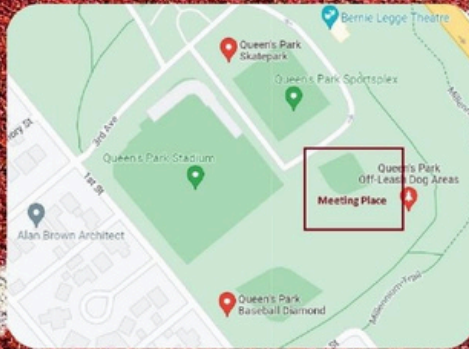 Bernie Legge Theatre
Queen's Park
Skatepark
Queen's Park Sportsplex
3rd Ave
Queen's Park Stadium
1st St
Queen's Park
Off-Leash Dog Areas
Meeting Place
Alan Brown Architect
Queen's Park
Baseball Diamond
Millennium Trail